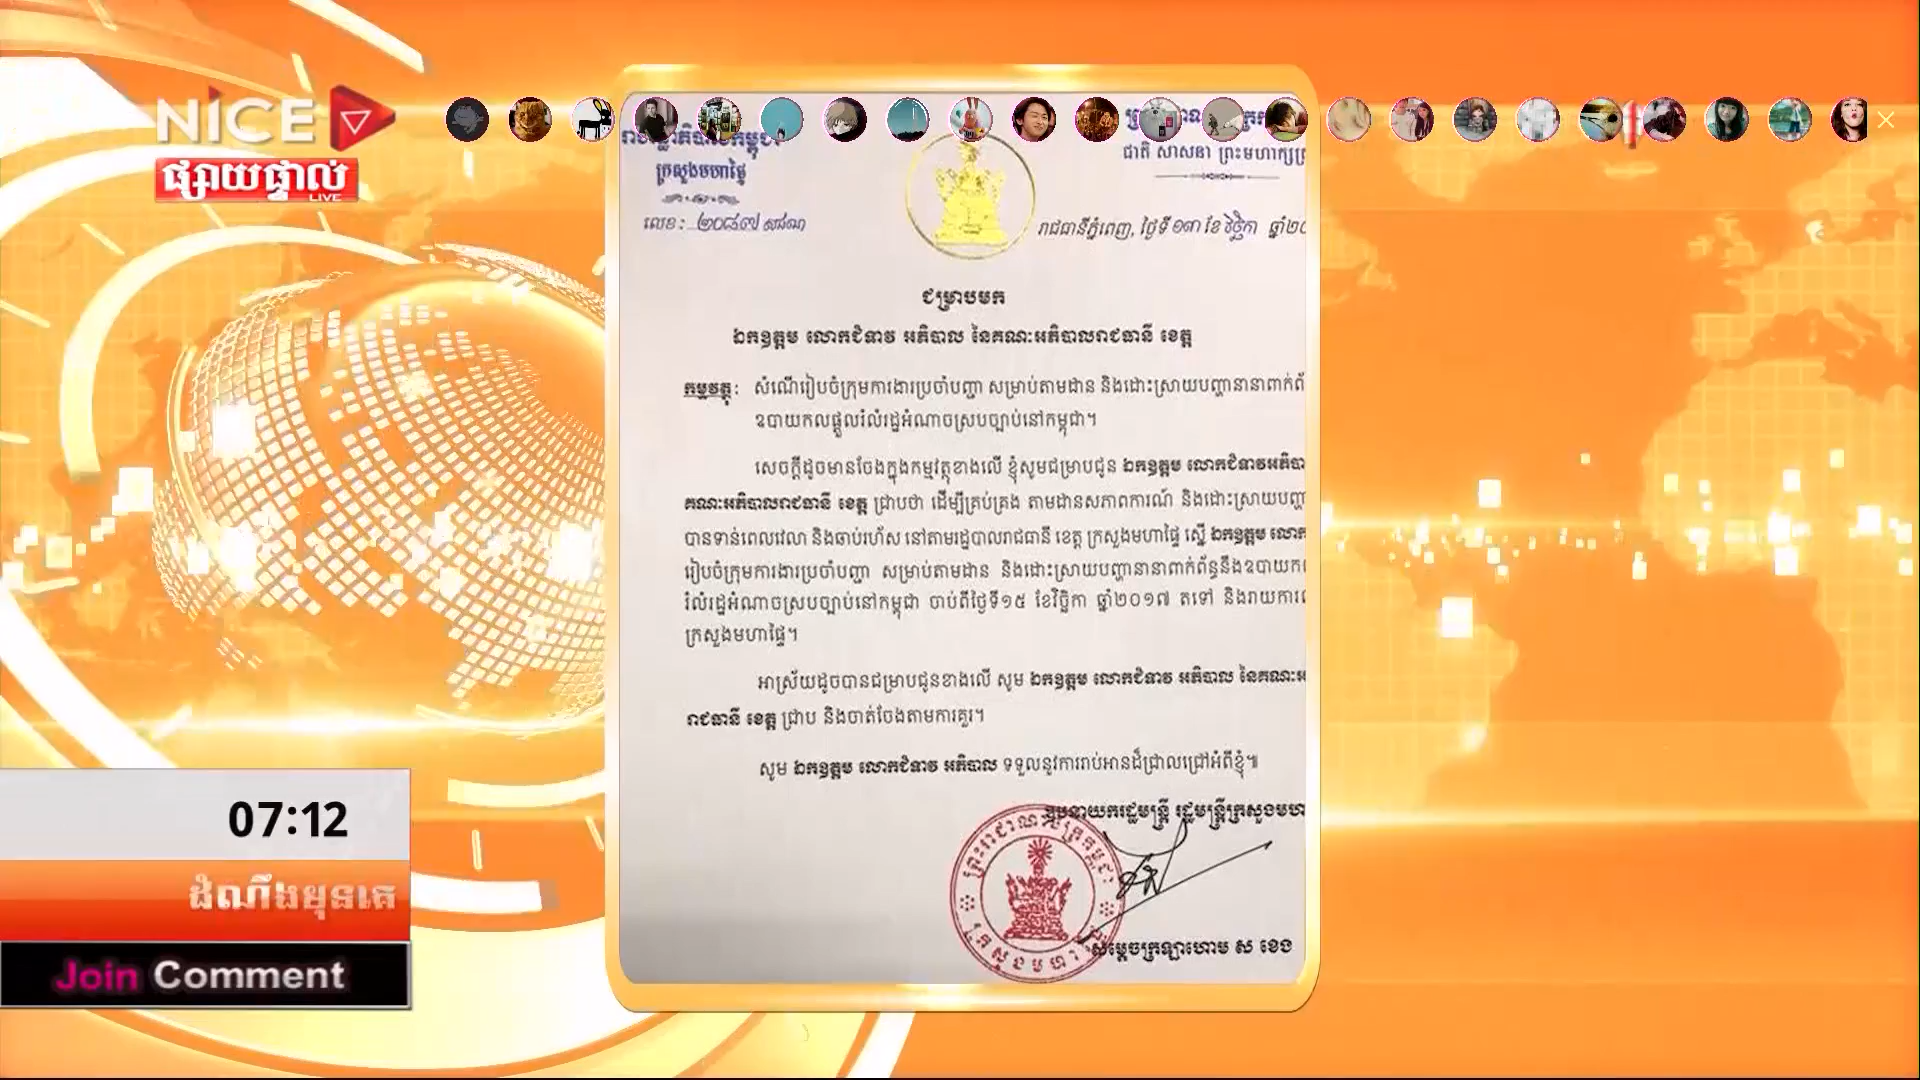 NiCE
ផ្សាយផ្ទាល់
LIVE
ក្រសួងមហាផ្ទៃ
លេខ : ២០៨៧ សជណ
ជាតិ សាសនា ព្រះមហាក្ស
រាជធានីភ្នំពេញ, ថ្ងៃទី ១៣ ខែ វិច្ឆិកា ឆ្នាំ២០
ជម្រាបមក
ឯកឧត្តម លោកជំទាវ អភិបាល នៃគណៈអភិបាលរាជធានី ខេត្ត
កម្មវត្ថុ : សំណើរៀបចំក្រុមការងារប្រចាំបញ្ជា សម្រាប់តាមដាន និងដោះស្រាយបញ្ហានានាពាក់ព័
ឧបាយកលផ្តួលរំលំរដ្ឋអំណាចស្របច្បាប់នៅកម្ពុជា។
សេចក្តីដូចមានចែងក្នុងកម្មវត្ថុខាងលើ ខ្ញុំសូមជម្រាបជូន ឯកឧត្តម លោកជំទាវអភិបា
គណៈអភិបាលរាជធានី ខេត្ត ជ្រាបថា ដើម្បីគ្រប់គ្រង តាមដានសភាពការណ៍ និងដោះស្រាយបញ្ហា
បានទាន់ពេលវេលា និងឆាប់រហ័ស នៅតាមរដ្ឋបាលរាជធានី ខេត្ត ក្រសួងមហាផ្ទៃ ស្នើ ឯកឧត្តម លោក
រៀបចំក្រុមការងារប្រចាំបញ្ជា សម្រាប់តាមដាន និងដោះស្រាយបញ្ហានានាពាក់ព័ន្ធនឹងឧបាយក
រំលំរដ្ឋអំណាចស្របច្បាប់នៅកម្ពុជា ចាប់ពីថ្ងៃទី១៥ ខែវិច្ឆិកា ឆ្នាំ២០១៧ តទៅ និងរាយការណ
ក្រសួងមហាផ្ទៃ។
អាស្រ័យដូចបានជម្រាបជូនខាងលើ សូម ឯកឧត្តម លោកជំទាវ អភិបាល នៃគណៈអ
រាជធានី ខេត្ត ជ្រាប និងចាត់ចែងតាមការគួរ។
សូម ឯកឧត្តម លោកជំទាវ អភិបាល ទទួលនូវការរាប់អានដ៏ជ្រាលជ្រៅអំពីខ្ញុំ៕
ឧបនាយករដ្ឋមន្ត្រី រដ្ឋមន្ត្រីក្រសួងមហា
សម្តេចក្រឡាហោម ស ខេង
07:12
ដំណឹងមុនគេ
Join Comment